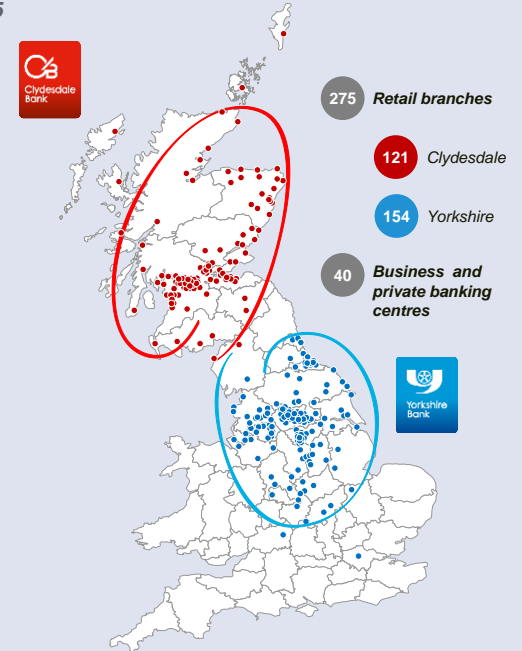 Clydesdale
Bank
275 Retail branches
121 Clydesdale
154 Yorkshire
40 Business and
private banking
centres
Yorkshire
Bank